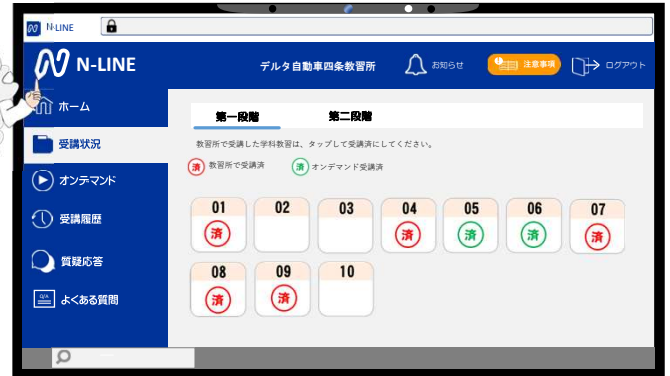 N-LINE
N-LINE
デルタ自動車四条教習所
お知らせ
注意事項
ログアウト
ホーム
受講状況
オンデマンド
受講履歴
質疑応答
Q/A
よくある質問
第一段階
第二段階
教習所で受講した学科教習は、タップして受講済にしてください。
済 教習所で受講済
済 オンデマンド受講済
01 02 03 04 05 06 07
済 済 済 済 済
08 09 10
済 済